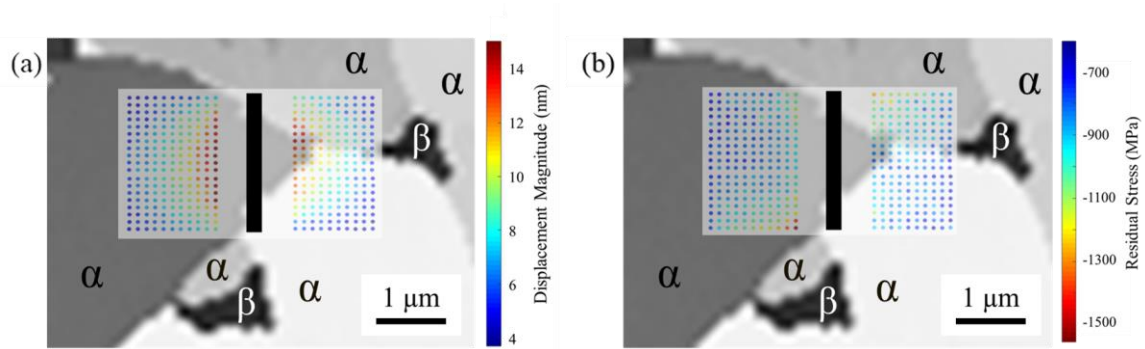 (a)
α
α
β
α
α
β
α
1 μm
14
12
10
8
6
4
Displacement Magnitude (nm)
(b)
α
α
β
α
α
β
α
1 μm
-700
-900
-1100
-1300
-1500
Residual Stress (MPa)